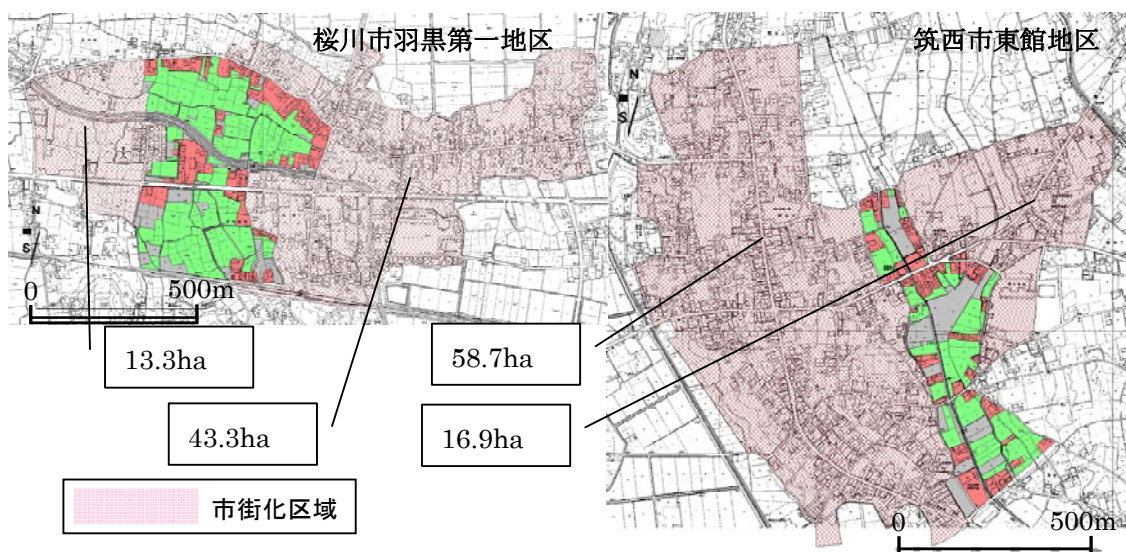 桜川市羽黒第一地区
筑西市東館地区
N
S
N
S
0 500m
13.3ha
58.7ha
43.3ha
16.9ha
市街化区域
0 500m